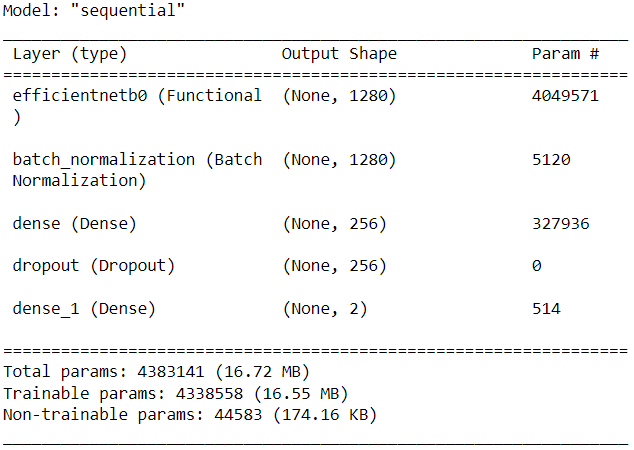 Model: "sequential"
_________________________________________________________________
Layer (type) Output Shape Param #
=================================================================
efficientnetb0 (Functional (None, 1280) 4049571
)
batch_normalization (Batch (None, 1280) 5120
Normalization)
dense (Dense) (None, 256) 327936
dropout (Dropout) (None, 256) 0
dense_1 (Dense) (None, 2) 514
=================================================================
Total params: 4383141 (16.72 MB)
Trainable params: 4338558 (16.55 MB)
Non-trainable params: 44583 (174.16 KB)
_________________________________________________________________